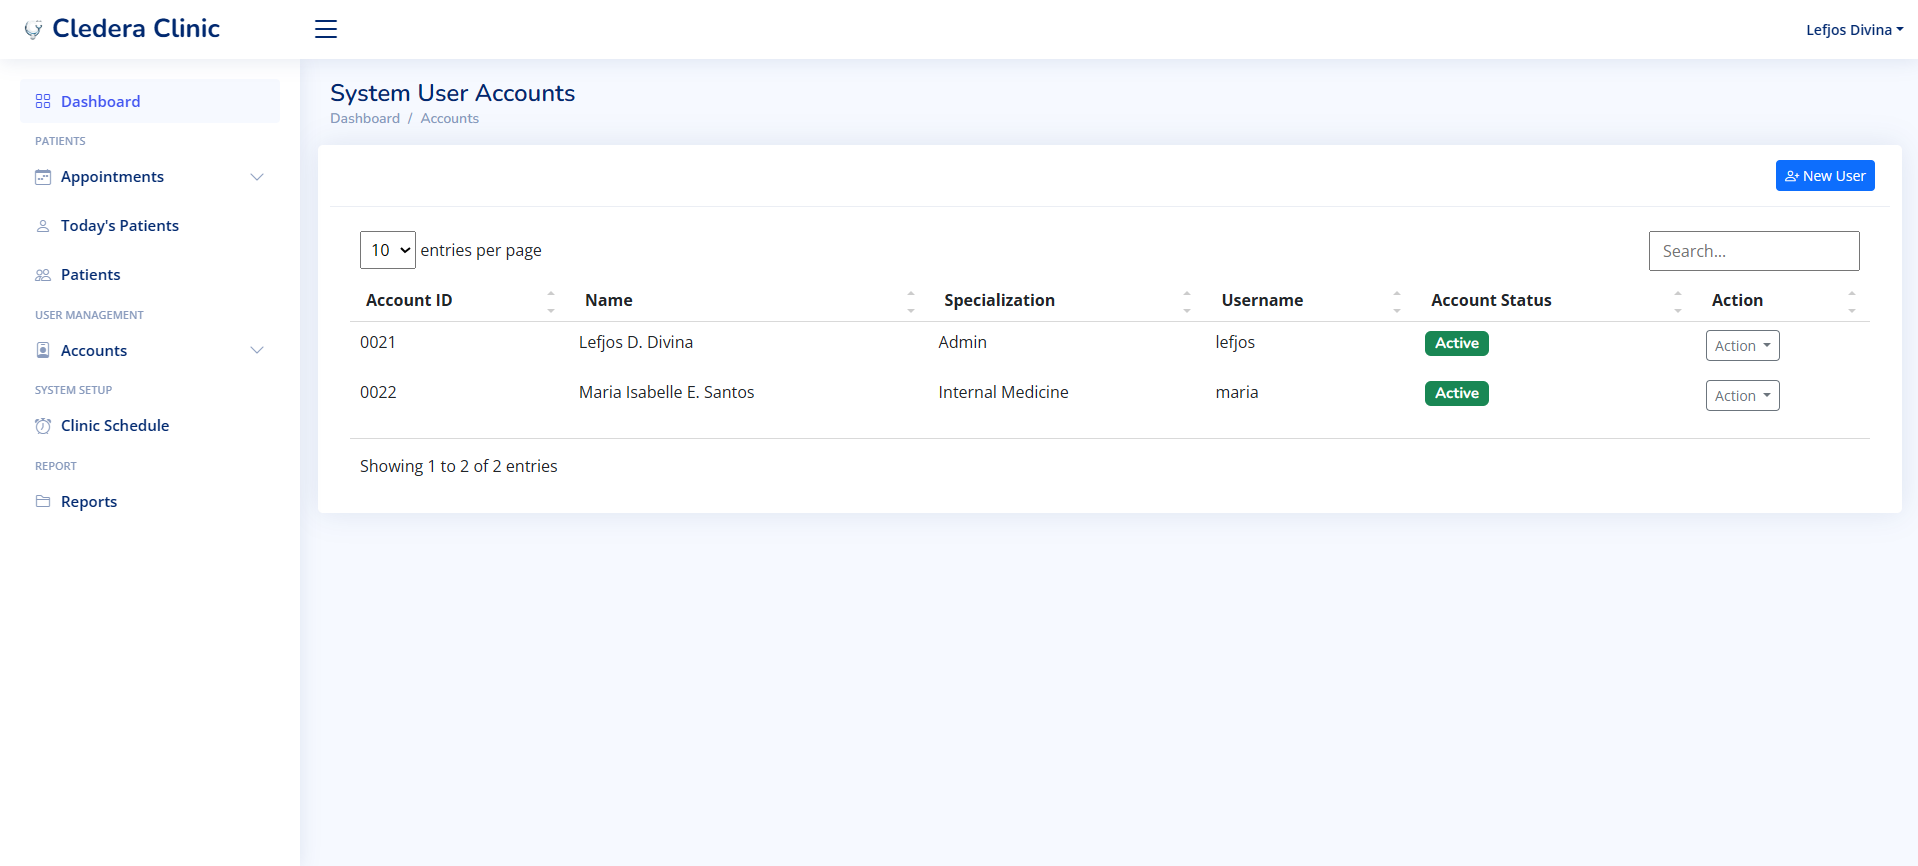 Cledera Clinic
Lefjos Divina
Dashboard
PATIENTS
Appointments
Today's Patients
Patients
USER MANAGEMENT
Accounts
SYSTEM SETUP
Clinic Schedule
REPORT
Reports
System User Accounts
Dashboard / Accounts
New User
10 entries per page
Search...
Account ID Name Specialization Username Account Status Action
0021 Lefjos D. Divina Admin lefjos Active Action
0022 Maria Isabelle E. Santos Internal Medicine maria Active Action
Showing 1 to 2 of 2 entries